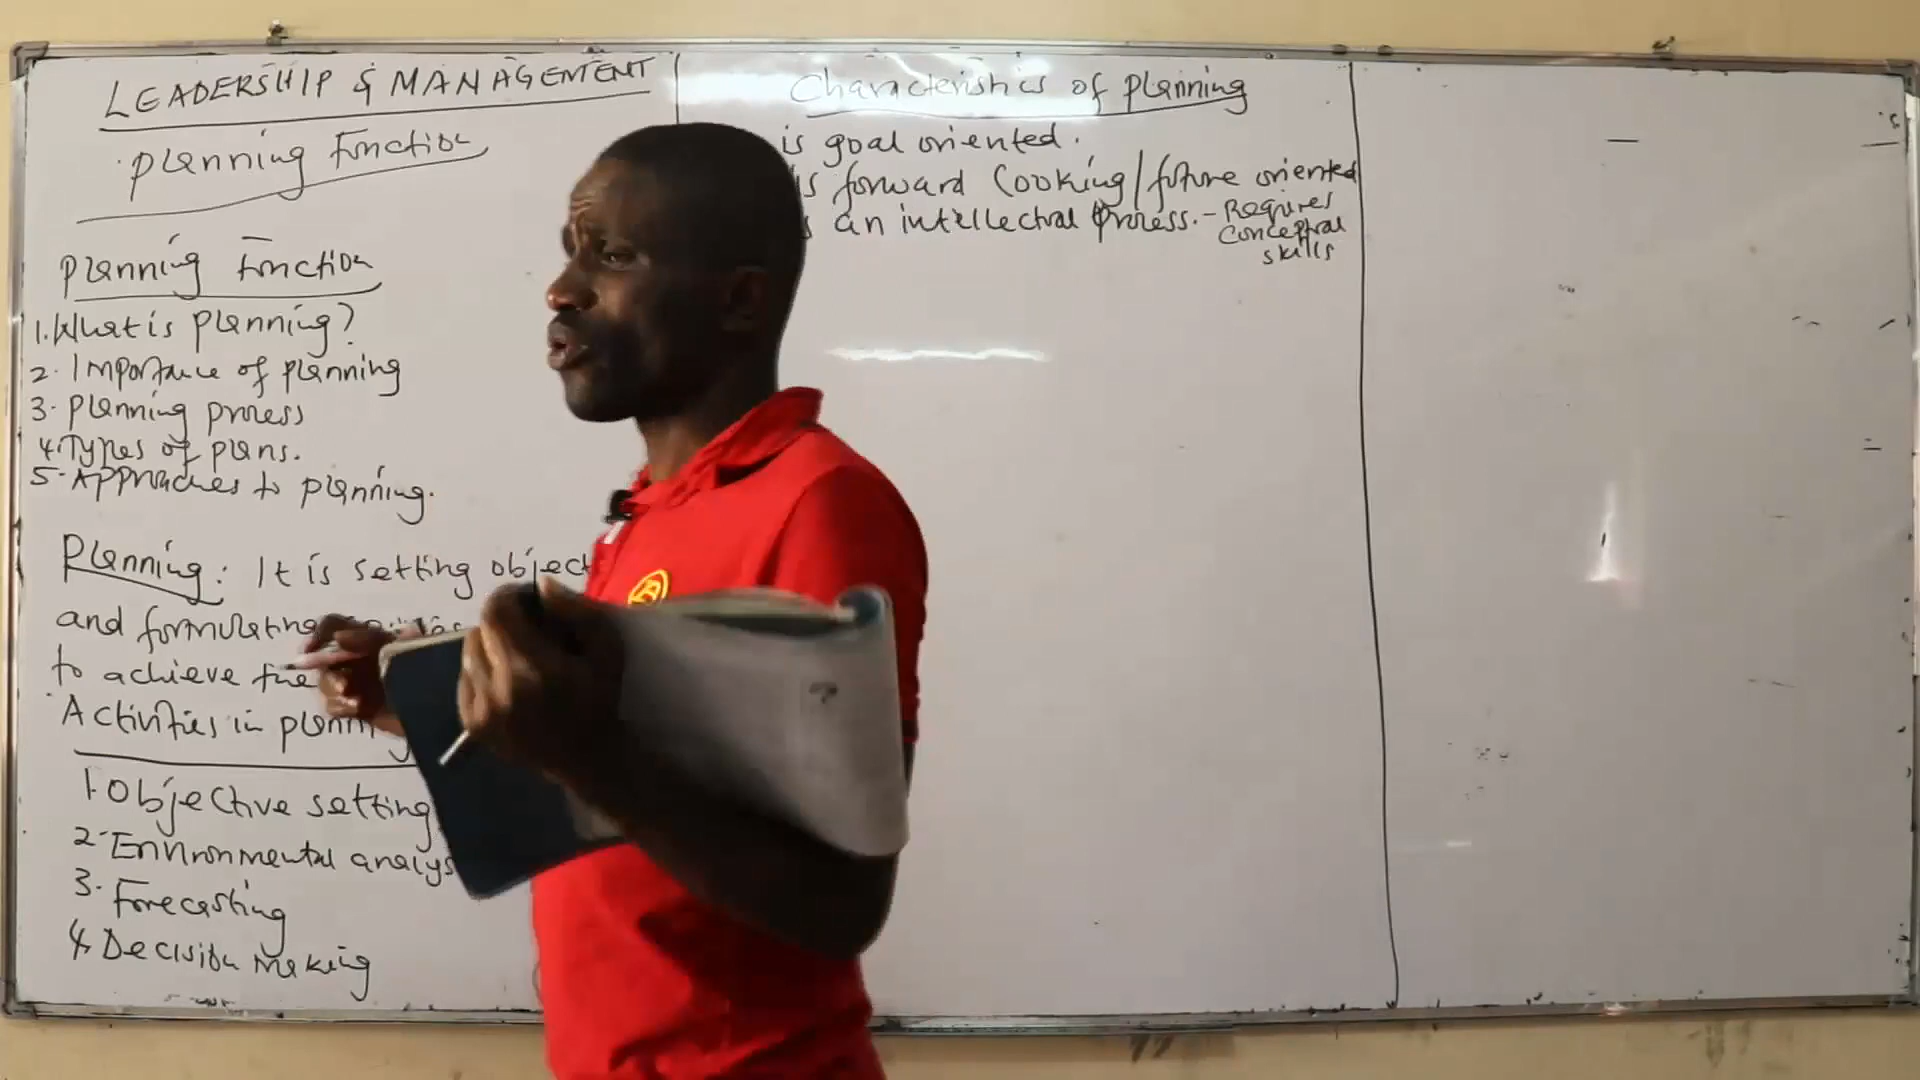 LEADERSHIP & MANAGEMENT
Planning Function
Planning Function
1. What is planning?
2. Importance of planning
3. Planning process
4. Types of plans.
5. Approaches to planning.
Planning: It is setting object
and formulating
to achieve the
Activities in plann
1. Objective setting
2. Environmental analys
3. Forecasting
4. Decision making
Characteristics of planning
is goal oriented.
is forward Looking/future oriented
an intellectual process. - Requires
Conceptual
skills